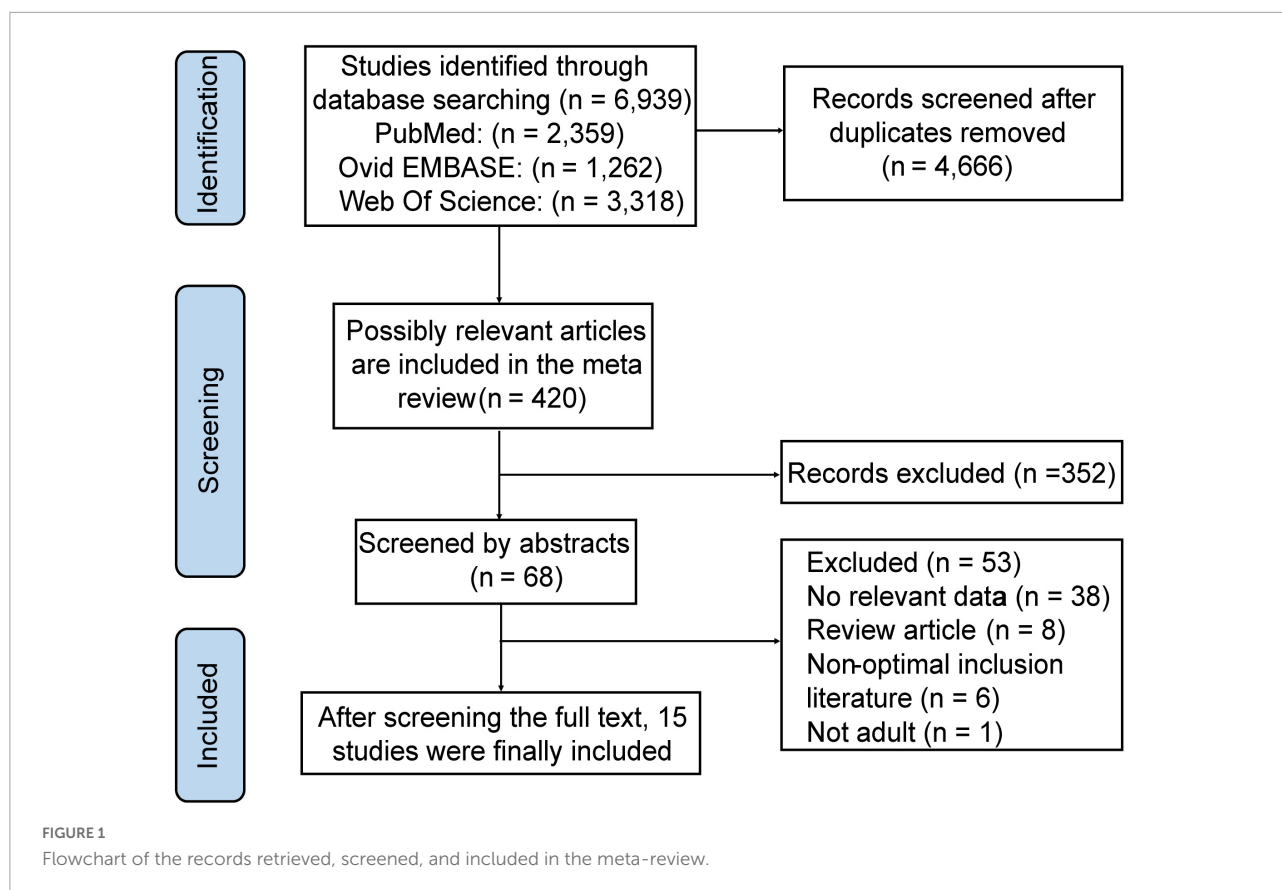 Identification
Studies identified through
database searching (n = 6,939)
PubMed: (n = 2,359)
Ovid EMBASE: (n = 1,262)
Web Of Science: (n = 3,318)
Records screened after
duplicates removed
(n = 4,666)
Screening
Possibly relevant articles
are included in the meta
review(n = 420)
Records excluded (n =352)
Screened by abstracts
(n = 68)
Excluded (n = 53)
No relevant data (n = 38)
Review article (n = 8)
Non-optimal inclusion
literature (n = 6)
Not adult (n = 1)
Included
After screening the full text, 15
studies were finally included
FIGURE 1
Flowchart of the records retrieved, screened, and included in the meta-review.